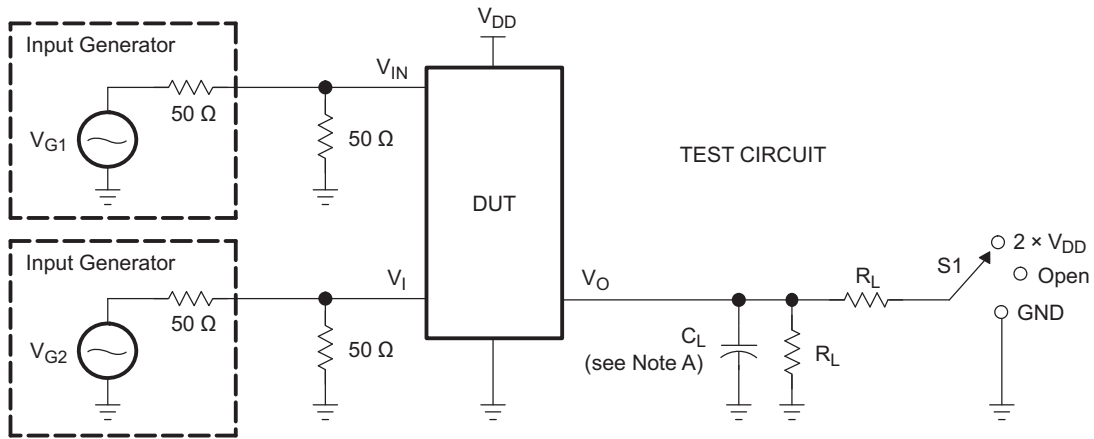 Input Generator
V_G1
50 Ω
V_IN
50 Ω
V_DD
DUT
TEST CIRCUIT
Input Generator
V_G2
50 Ω
V_I
50 Ω
V_O
C_L
(see Note A)
R_L
R_L
S1
2 × V_DD
Open
GND